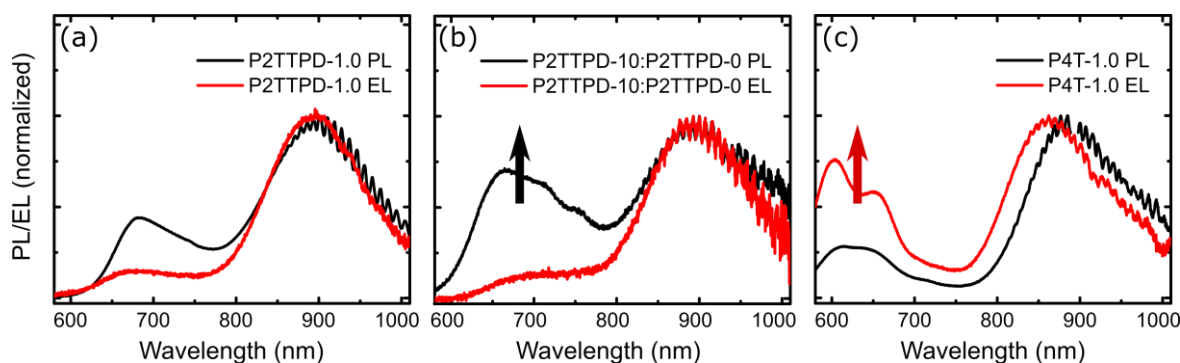 (a)
P2TTPD-1.0 PL
P2TTPD-1.0 EL
(b)
P2TTPD-10:P2TTPD-0 PL
P2TTPD-10:P2TTPD-0 EL
(c)
P4T-1.0 PL
P4T-1.0 EL
PL/EL (normalized)
600 700 800 900 1000
600 700 800 900 1000
600 700 800 900 1000
Wavelength (nm)
Wavelength (nm)
Wavelength (nm)